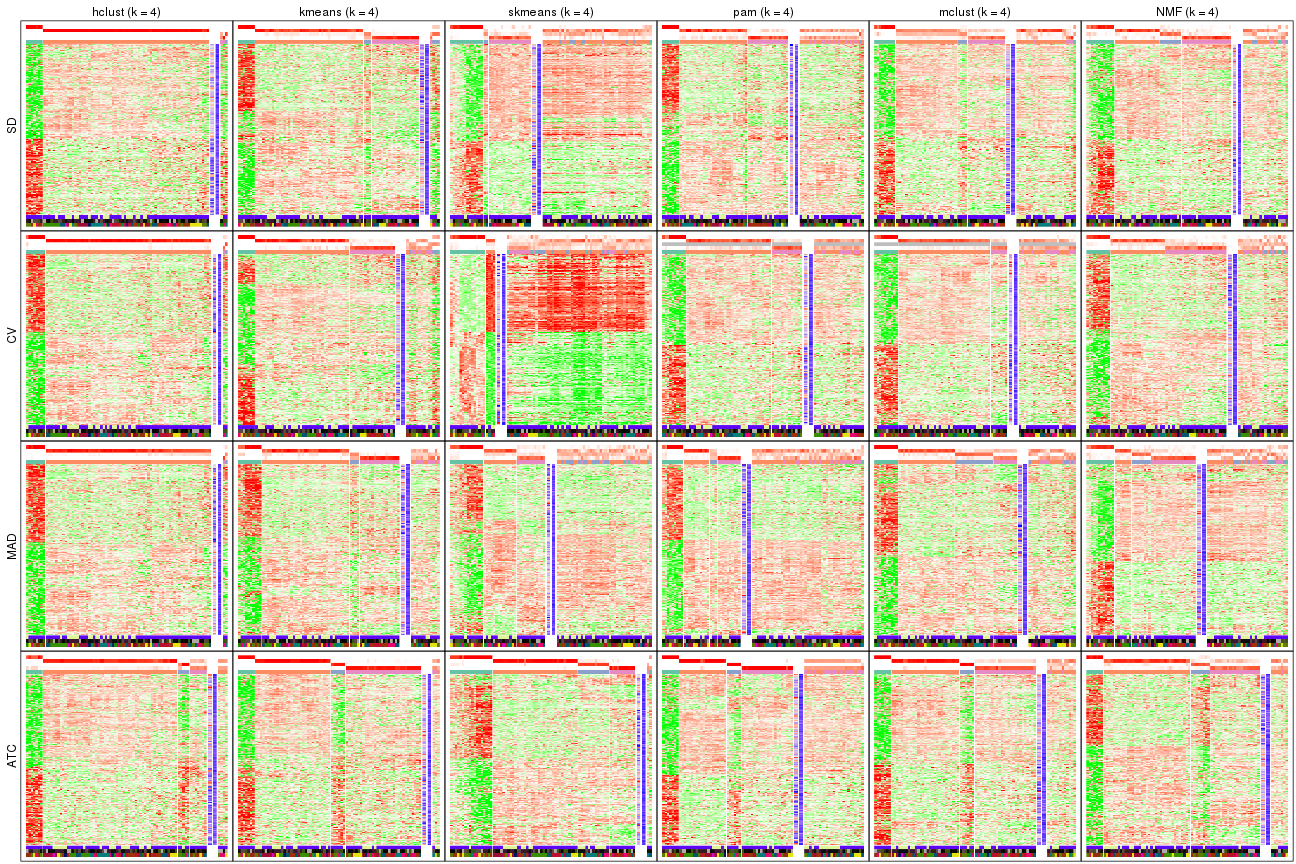 hclust (k = 4) kmeans (k = 4) skmeans (k = 4) pam (k = 4) mclust (k = 4) NMF (k = 4)
SD
CV
MAD
ATC